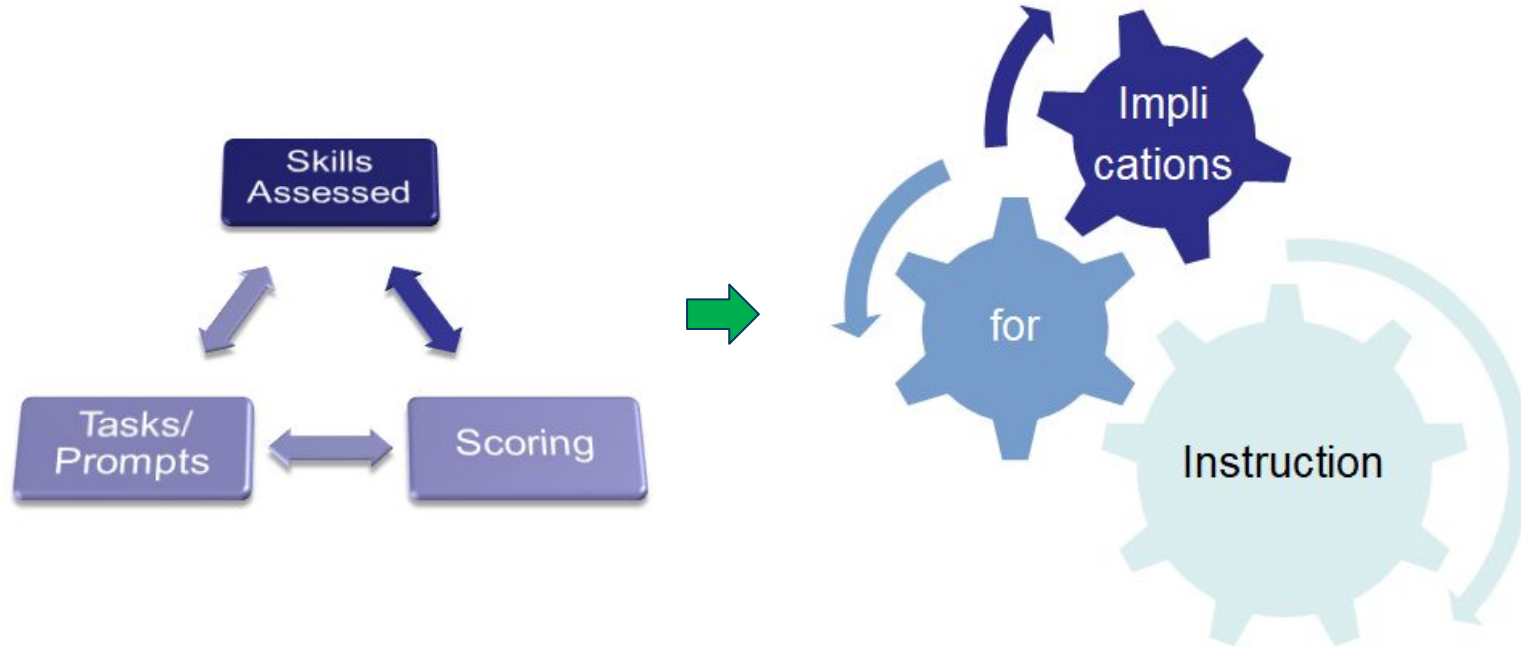 Skills
Assessed
Tasks/
Prompts
Scoring
Impli
cations
for
Instruction